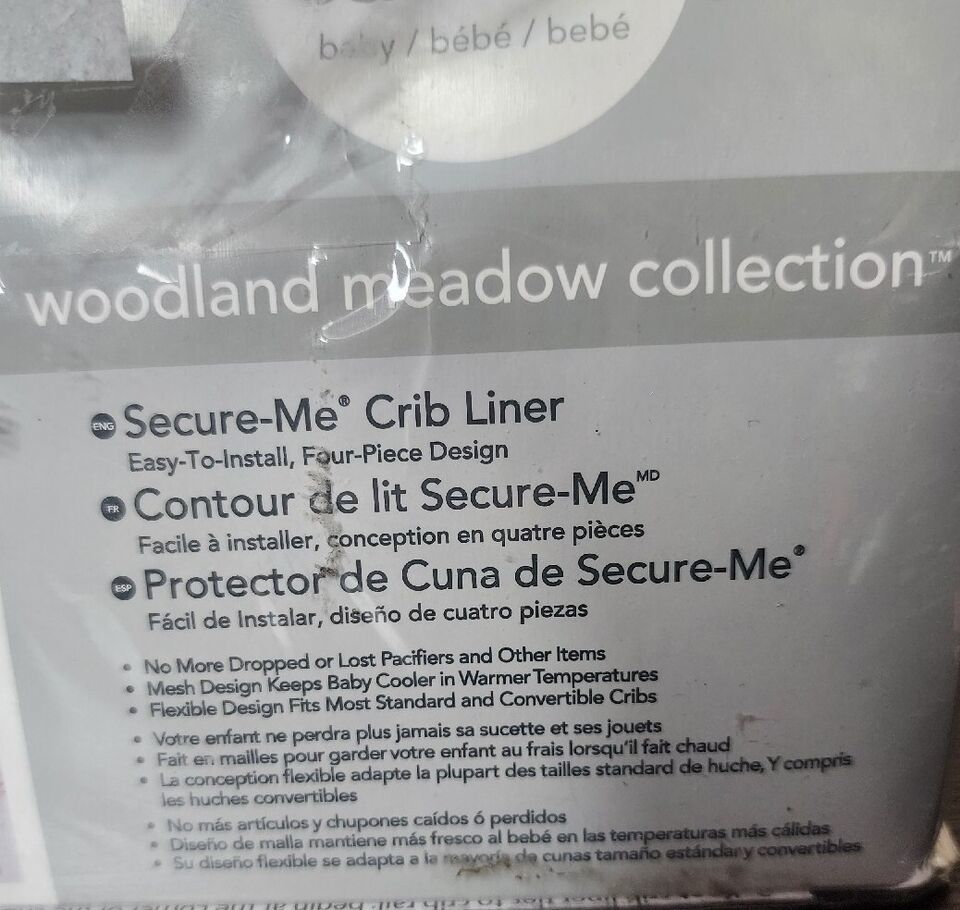 baby / bébé / bebé
woodland meadow collection™
ENG Secure-Me® Crib Liner
Easy-To-Install, Four-Piece Design
FR Contour de lit Secure-Me^MD
Facile à installer, conception en quatre pièces
ESP Protector de Cuna de Secure-Me®
Fácil de Instalar, diseño de cuatro piezas
• No More Dropped or Lost Pacifiers and Other Items
• Mesh Design Keeps Baby Cooler in Warmer Temperatures
• Flexible Design Fits Most Standard and Convertible Cribs
• Votre enfant ne perdra plus jamais sa sucette et ses jouets
• Fait en mailles pour garder votre enfant au frais lorsqu'il fait chaud
• La conception flexible adapte la plupart des tailles standard de huche, Y compris
les huches convertibles
• No más artículos y chupones caídos ó perdidos
• Diseño de malla mantiene más fresco al bebé en las temperaturas más cálidas
• Su diseño flexible se adapta a la mayoría de cunas tamaño estándar y convertibles